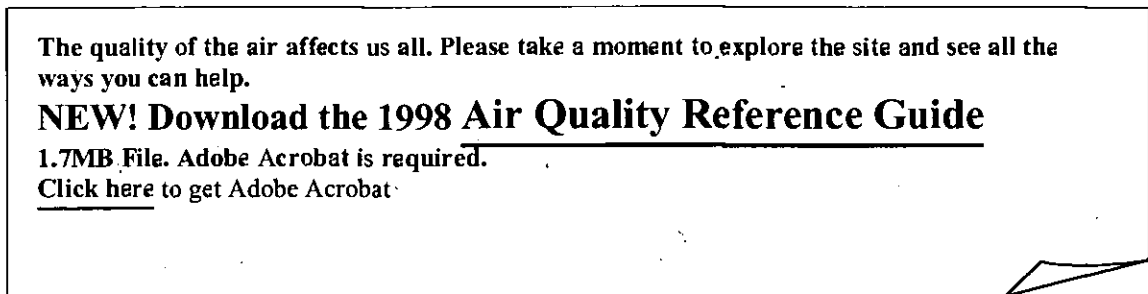 The quality of the air affects us all. Please take a moment to explore the site and see all the
ways you can help.
NEW! Download the 1998 Air Quality Reference Guide
1.7MB File. Adobe Acrobat is required.
Click here to get Adobe Acrobat